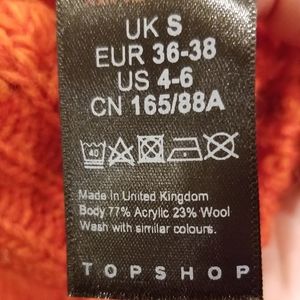 UK S
EUR 36-38
US 4-6
CN 165/88A
40
Made in United Kingdom
Body 77% Acrylic 23% Wool
Wash with similar colours.
TOPSHOP